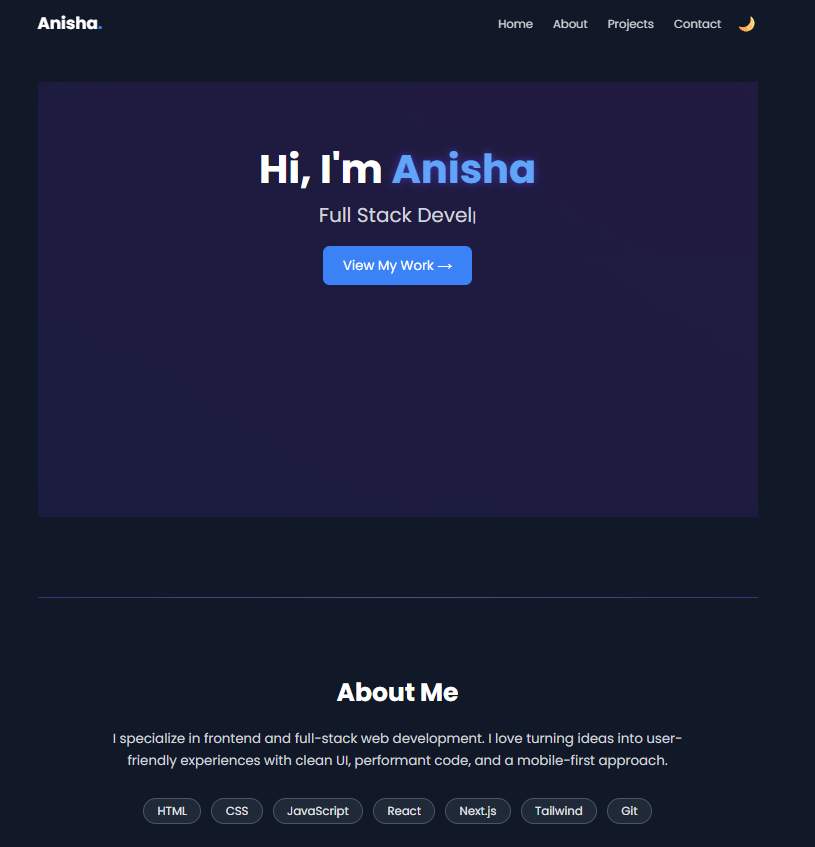 Anisha.
Home About Projects Contact
Hi, I'm Anisha
Full Stack Devel|
View My Work →
About Me
I specialize in frontend and full-stack web development. I love turning ideas into user-
friendly experiences with clean UI, performant code, and a mobile-first approach.
HTML CSS JavaScript React Next.js Tailwind Git